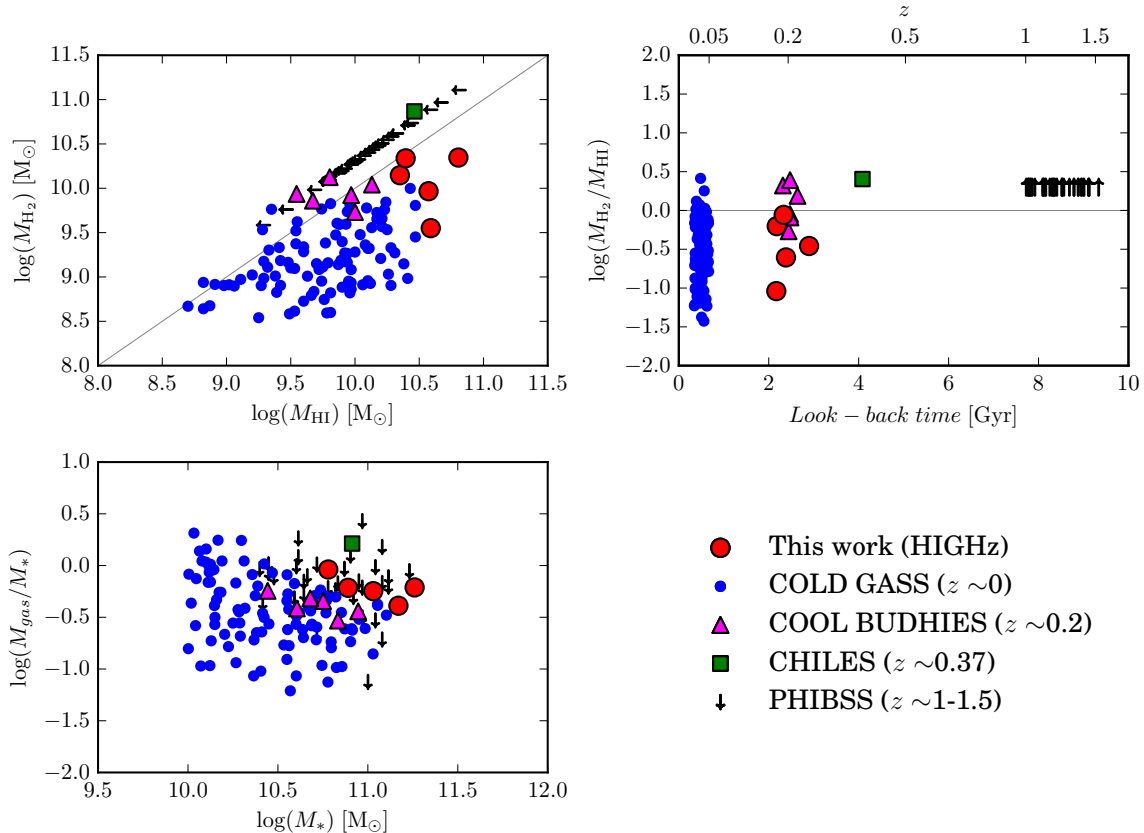 11.5
11.0
10.5
10.0
9.5
9.0
8.5
8.0
log(M_H₂) [M_⊙]
8.0 8.5 9.0 9.5 10.0 10.5 11.0 11.5
log(M_HI) [M_⊙]
z
0.05 0.2 0.5 1 1.5
2.0
1.5
1.0
0.5
0.0
−0.5
−1.0
−1.5
−2.0
log(M_H₂/M_HI)
0 2 4 6 8 10
Look − back time [Gyr]
1.0
0.5
0.0
−0.5
−1.0
−1.5
−2.0
log(M_gas/M_*)
9.5 10.0 10.5 11.0 11.5 12.0
log(M_*) [M_⊙]
This work (HIGHz)
COLD GASS (z ∼0)
COOL BUDHIES (z ∼0.2)
CHILES (z ∼0.37)
PHIBSS (z ∼1-1.5)